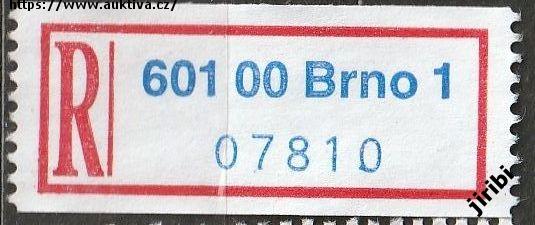 https://www.auktiva.cz/
R
601 00 Brno 1
07810
jiribi